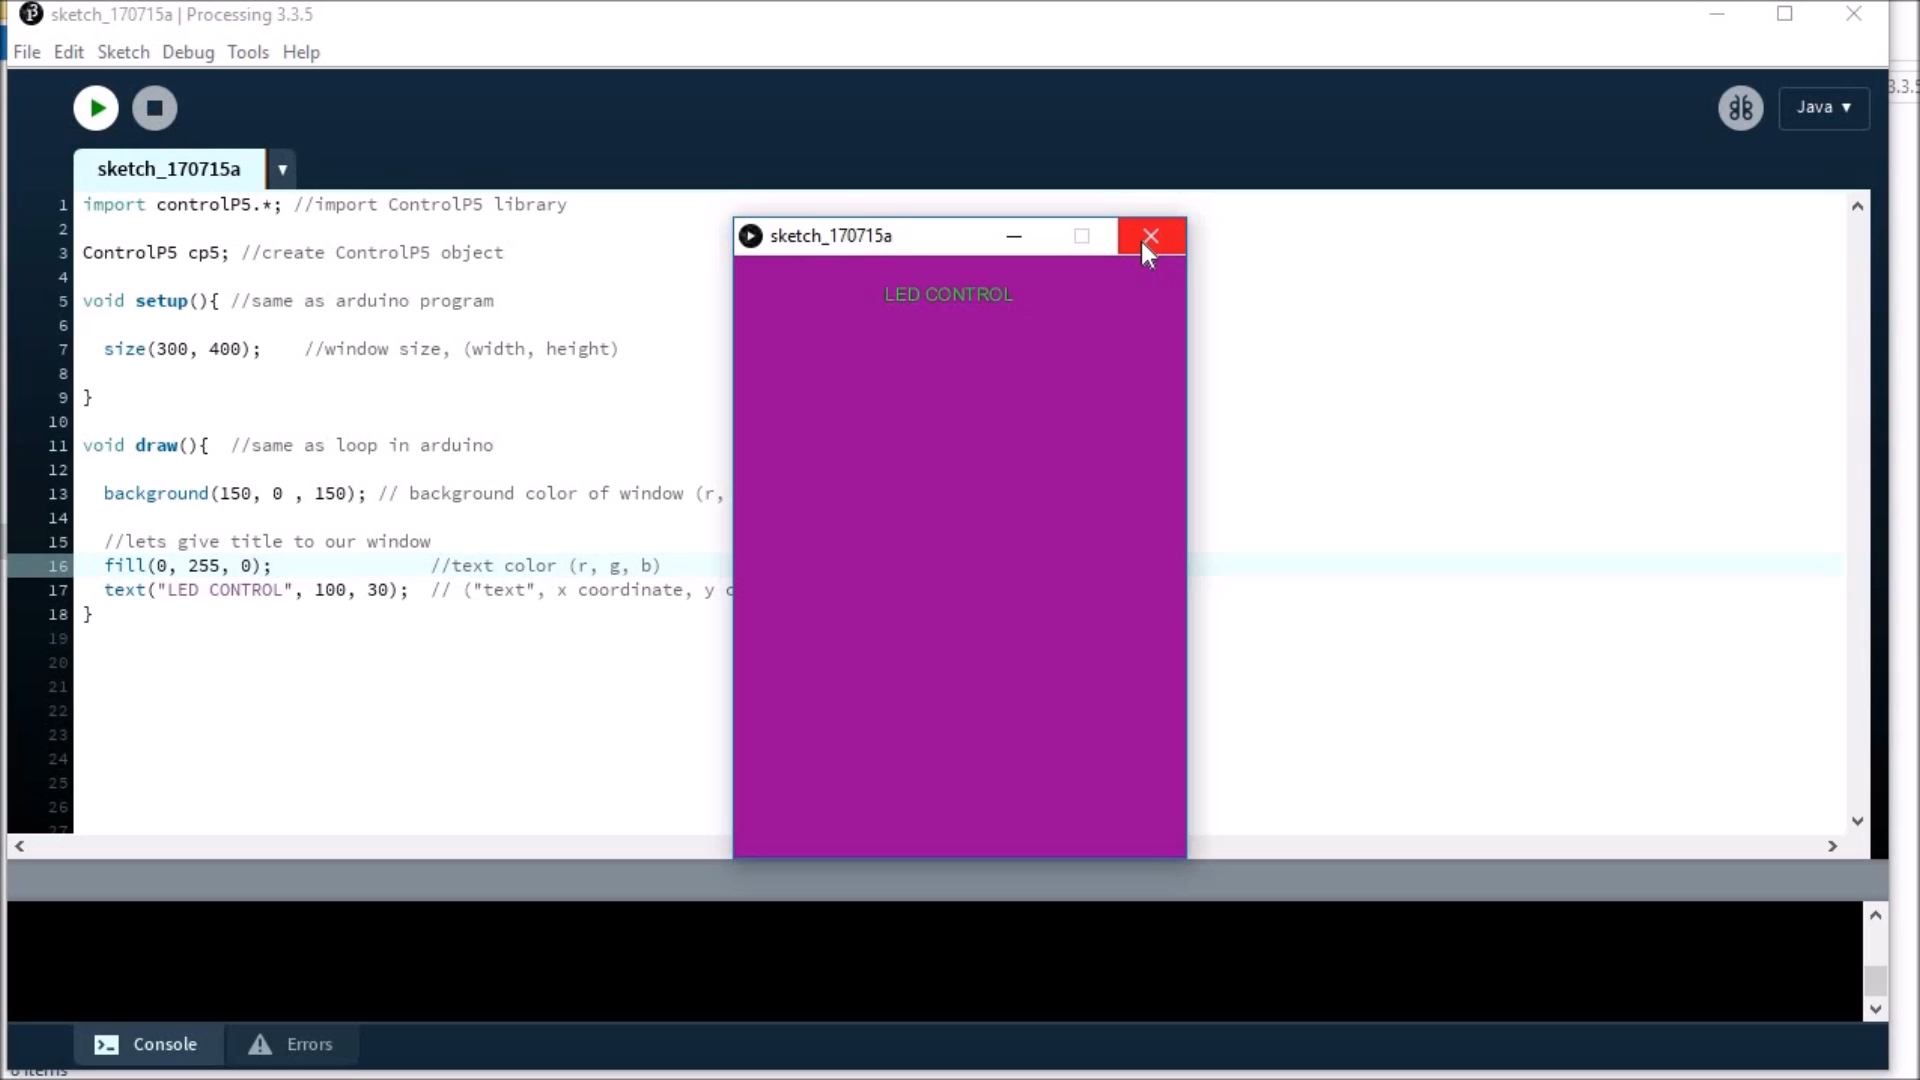 sketch_170715a | Processing 3.3.5
File Edit Sketch Debug Tools Help
3.3.5
Java ▼
sketch_170715a ▼
1 import controlP5.*; //import ControlP5 library
2
3 ControlP5 cp5; //create ControlP5 object
4
5 void setup(){ //same as arduino program
6
7 size(300, 400); //window size, (width, height)
8
9 }
10
11 void draw(){ //same as loop in arduino
12
13 background(150, 0 , 150); // background color of window (r,
14
15 //lets give title to our window
16 fill(0, 255, 0); //text color (r, g, b)
17 text("LED CONTROL", 100, 30); // ("text", x coordinate, y c
18 }
19
20
21
22
23
24
25
26
27
sketch_170715a
LED CONTROL
Console Errors
items